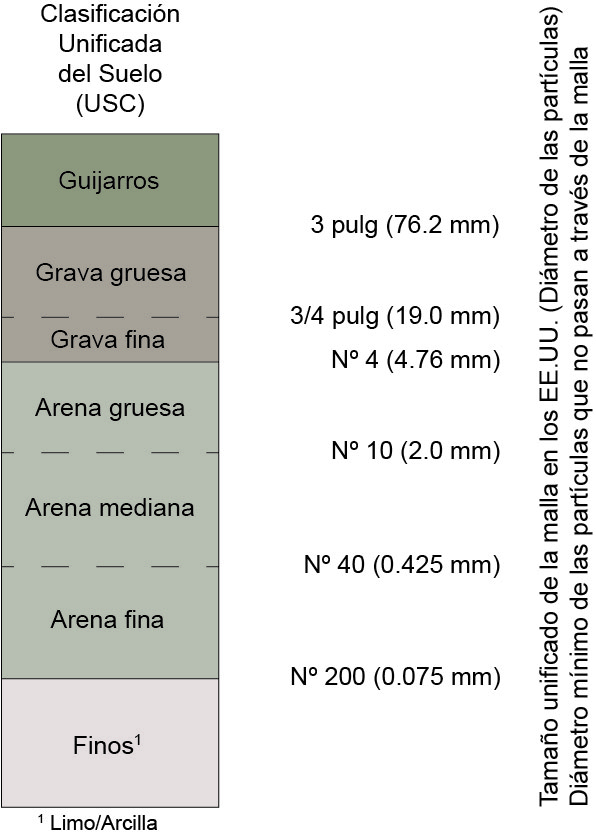 Clasificación
Unificada
del Suelo
(USC)
Guijarros
3 pulg (76.2 mm)
Grava gruesa
3/4 pulg (19.0 mm)
Grava fina
Nº 4 (4.76 mm)
Arena gruesa
Nº 10 (2.0 mm)
Arena mediana
Nº 40 (0.425 mm)
Arena fina
Nº 200 (0.075 mm)
Finos¹
¹ Limo/Arcilla
Tamaño unificado de la malla en los EE.UU. (Diámetro de las partículas)
Diámetro mínimo de las partículas que no pasan a través de la malla